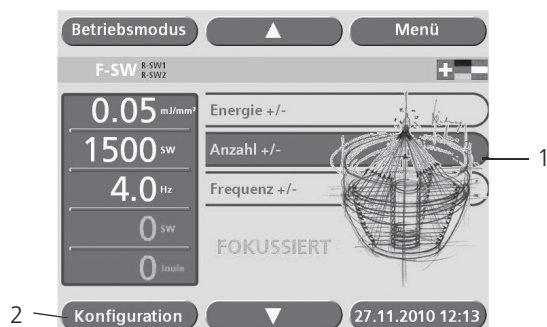 Betriebsmodus ▲ Menü
F-SW R-SW1 R-SW2
0.05 mJ/mm² Energie +/-
1500 SW Anzahl +/-
4.0 Hz Frequenz +/-
0 SW
FOKUSSIERT
0 Joule
Konfiguration ▼ 27.11.2010 12:13
1
2